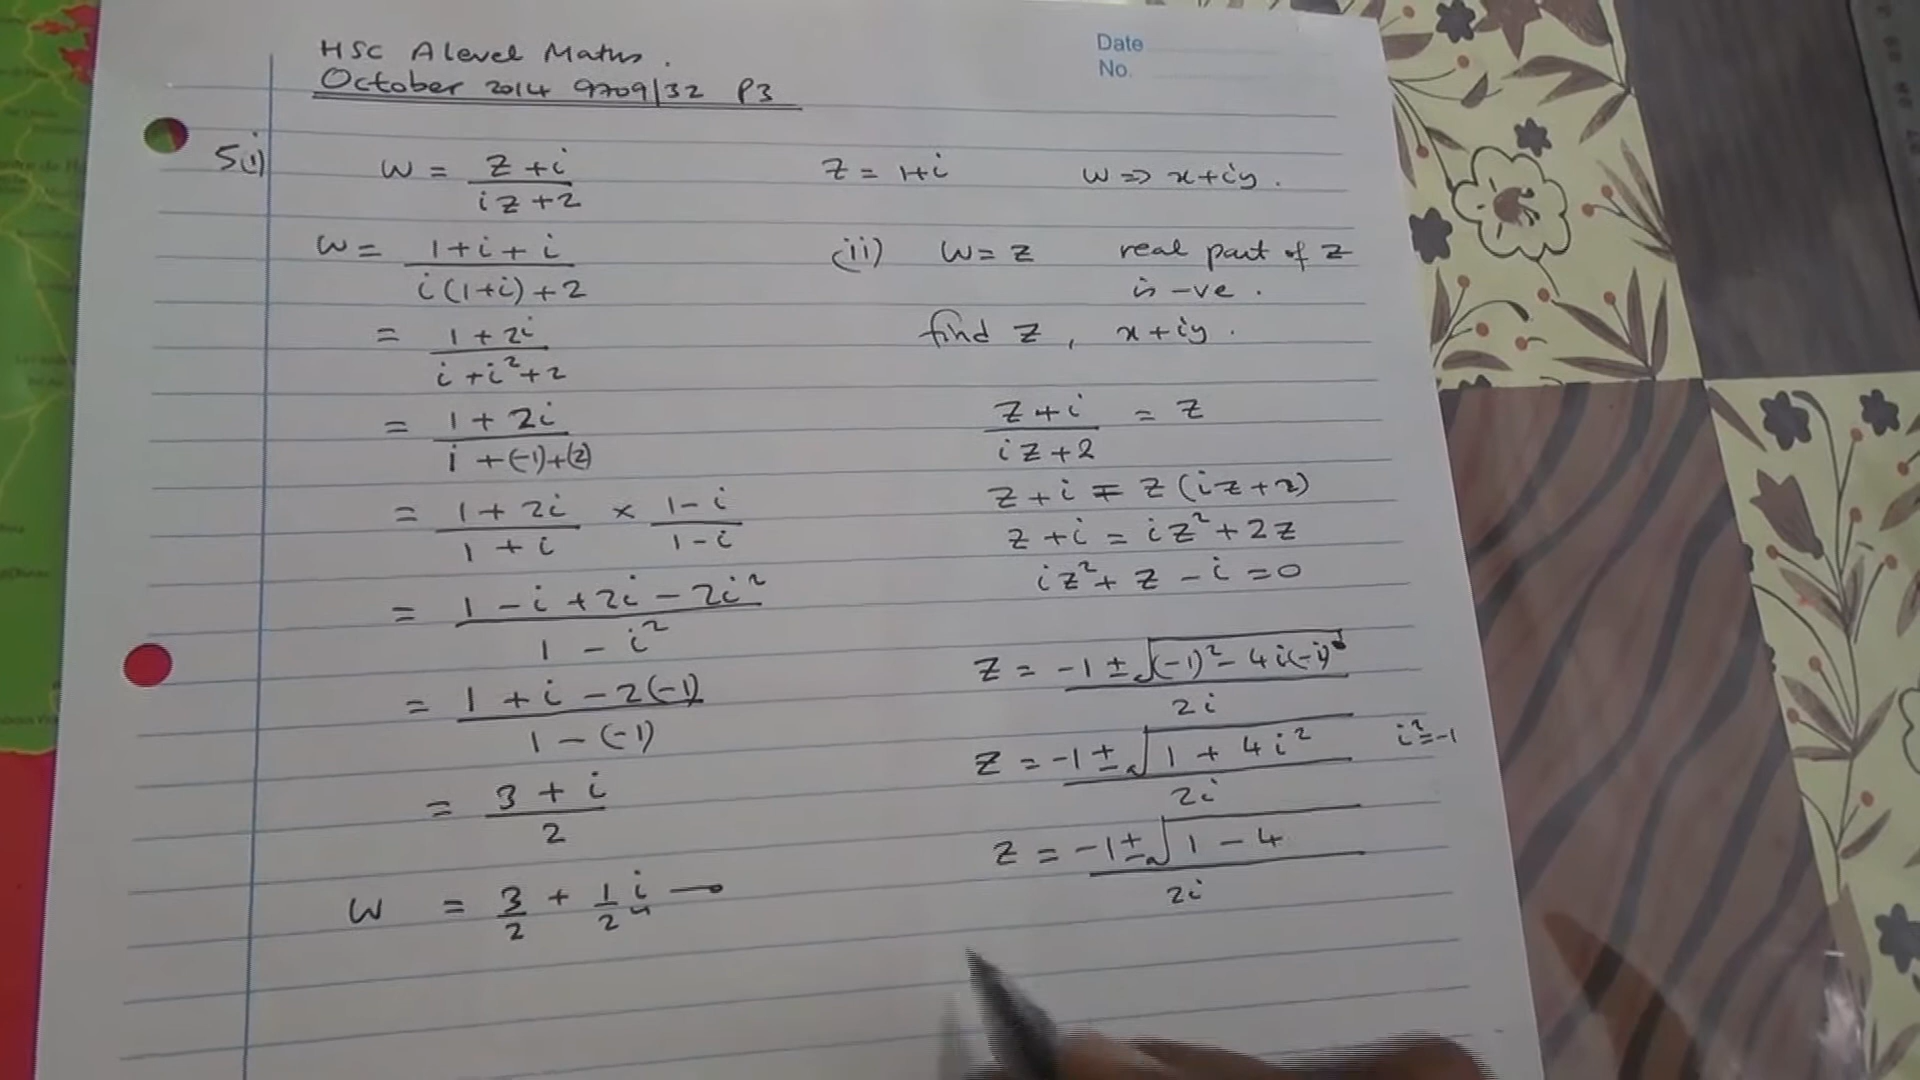 HSC A level Maths.
October 2014 9709/32 P3
Date
No.
5(i) w = (z + i)/(iz + 2)
w = (1 + i + i)/(i(1+i) + 2)
= (1 + 2i)/(i + i² + 2)
= (1 + 2i)/(i + (-1) + (2))
= (1 + 2i)/(1 + i) × (1 - i)/(1 - i)
= (1 - i + 2i - 2i²)/(1 - i²)
= (1 + i - 2(-1))/(1 - (-1))
= (3 + i)/2
w = 3/2 + 1/2 i
z = 1+i w => x+iy.
(ii) w = z real part of z
is -ve.
find z, x+iy.
(z + i)/(iz + 2) = z
z + i = z(iz+2)
z + i = iz² + 2z
iz² + z - i = 0
z = (-1 ± √((-1)² - 4i(-i)))/2i
z = (-1 ± √(1 + 4i²))/2i i² = -1
z = (-1 ± √(1 - 4))/2i